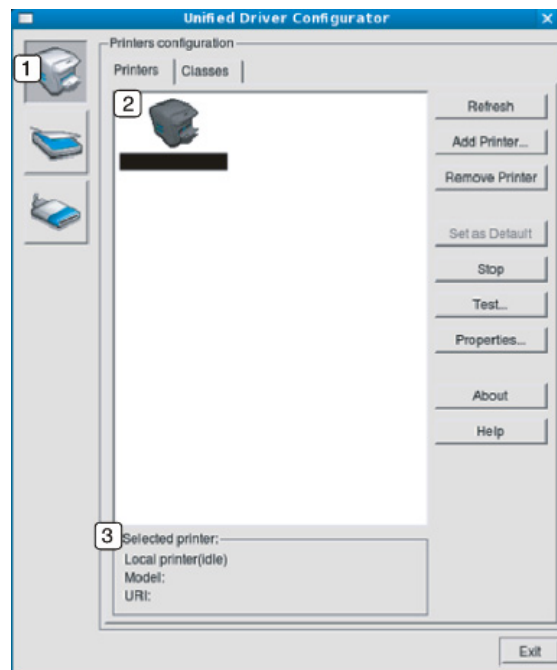 Unified Driver Configurator
1
Printers configuration
Printers
Classes
2
Refresh
Add Printer...
Remove Printer
Set as Default
Stop
Test...
Properties...
About
Help
3
Selected printer:
Local printer(idle)
Model:
URI:
Exit